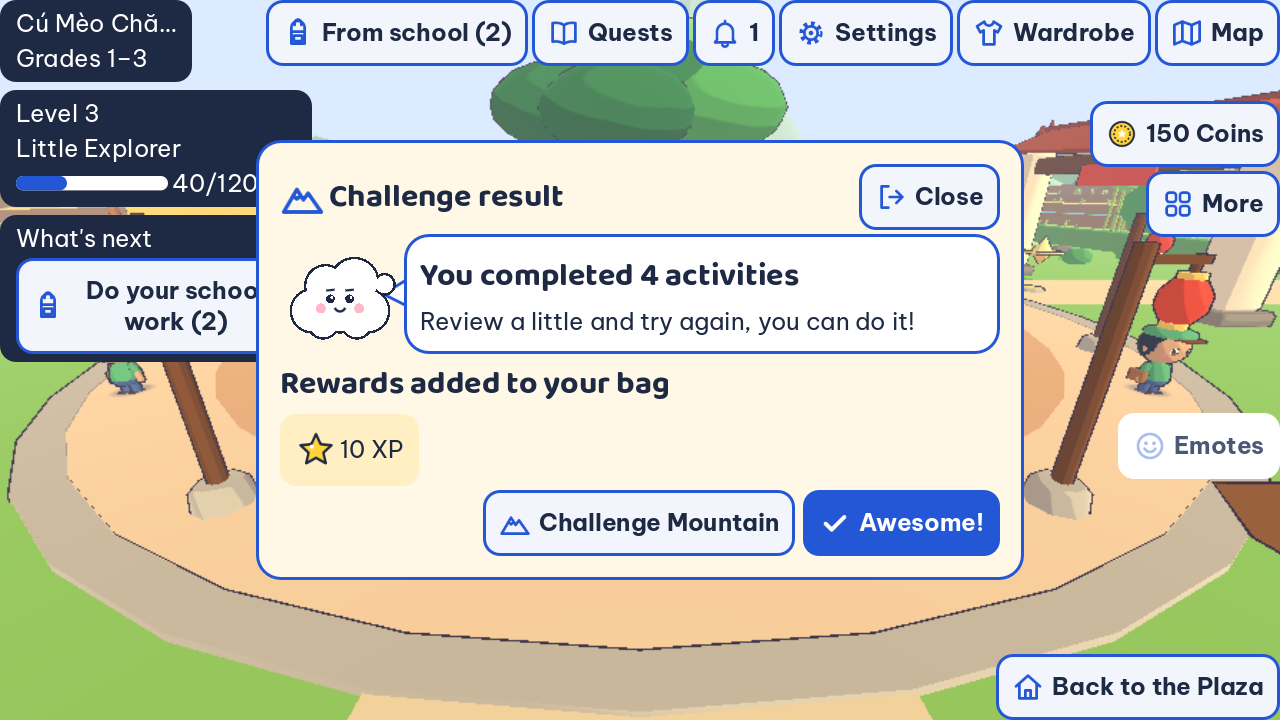 Cú Mèo Chă...
Grades 1–3
From school (2)
Quests
1
Settings
Wardrobe
Map
Level 3
Little Explorer
40/120
150 Coins
More
What's next
Do your schoo
work (2)
Challenge result
Close
You completed 4 activities
Review a little and try again, you can do it!
Rewards added to your bag
10 XP
Challenge Mountain
Awesome!
Emotes
Back to the Plaza